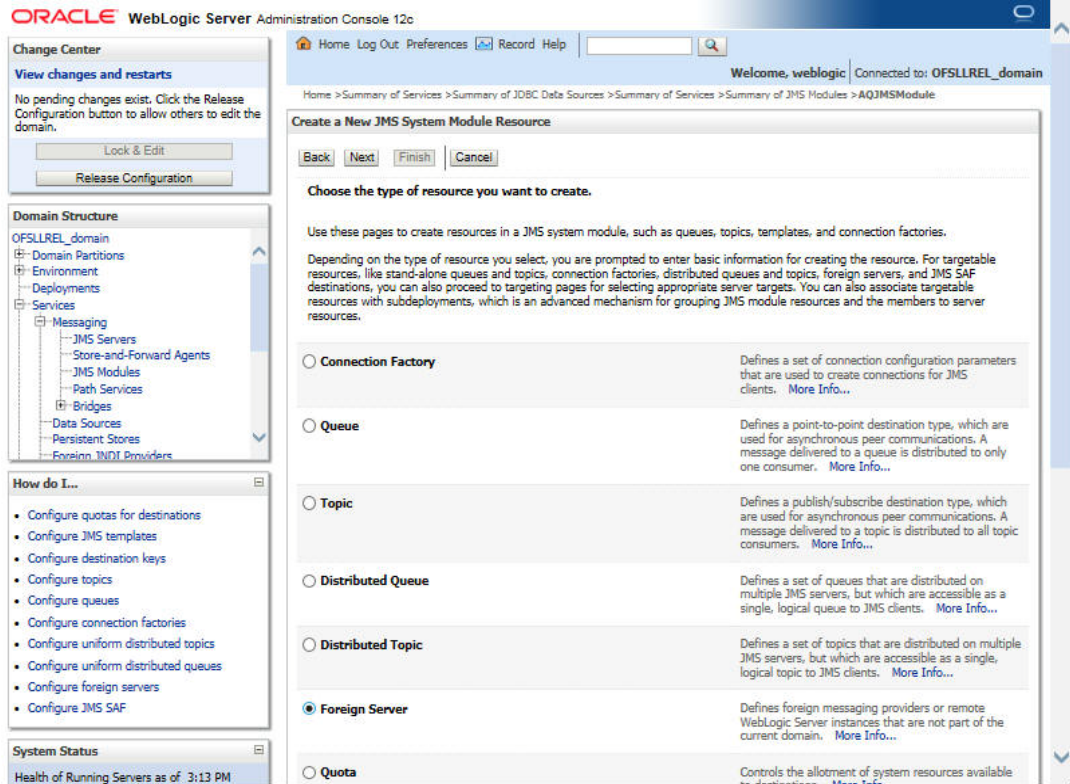 ORACLE WebLogic Server Administration Console 12c
Change Center
View changes and restarts
No pending changes exist. Click the Release
Configuration button to allow others to edit the
domain.
Lock & Edit
Release Configuration
Domain Structure
OFSLLREL_domain
Domain Partitions
Environment
Deployments
Services
Messaging
JMS Servers
Store-and-Forward Agents
JMS Modules
Path Services
Bridges
Data Sources
Persistent Stores
Foreign JNDI Providers
How do I...
Configure quotas for destinations
Configure JMS templates
Configure destination keys
Configure topics
Configure queues
Configure connection factories
Configure uniform distributed topics
Configure uniform distributed queues
Configure foreign servers
Configure JMS SAF
System Status
Health of Running Servers as of 3:13 PM
Home Log Out Preferences Record Help
Welcome, weblogic Connected to: OFSLLREL_domain
Home >Summary of Services >Summary of JDBC Data Sources >Summary of Services >Summary of JMS Modules >AQJMSModule
Create a New JMS System Module Resource
Back Next Finish Cancel
Choose the type of resource you want to create.
Use these pages to create resources in a JMS system module, such as queues, topics, templates, and connection factories.
Depending on the type of resource you select, you are prompted to enter basic information for creating the resource. For targetable
resources, like stand-alone queues and topics, connection factories, distributed queues and topics, foreign servers, and JMS SAF
destinations, you can also proceed to targeting pages for selecting appropriate server targets. You can also associate targetable
resources with subdeployments, which is an advanced mechanism for grouping JMS module resources and the members to server
resources.
Connection Factory
Defines a set of connection configuration parameters
that are used to create connections for JMS
clients. More Info...
Queue
Defines a point-to-point destination type, which are
used for asynchronous peer communications. A
message delivered to a queue is distributed to only
one consumer. More Info...
Topic
Defines a publish/subscribe destination type, which
are used for asynchronous peer communications. A
message delivered to a topic is distributed to all topic
consumers. More Info...
Distributed Queue
Defines a set of queues that are distributed on
multiple JMS servers, but which are accessible as a
single, logical queue to JMS clients. More Info...
Distributed Topic
Defines a set of topics that are distributed on multiple
JMS servers, but which are accessible as a single,
logical topic to JMS clients. More Info...
Foreign Server
Defines foreign messaging providers or remote
WebLogic Server instances that are not part of the
current domain. More Info...
Quota
Controls the allotment of system resources available
to destinations. More Info...